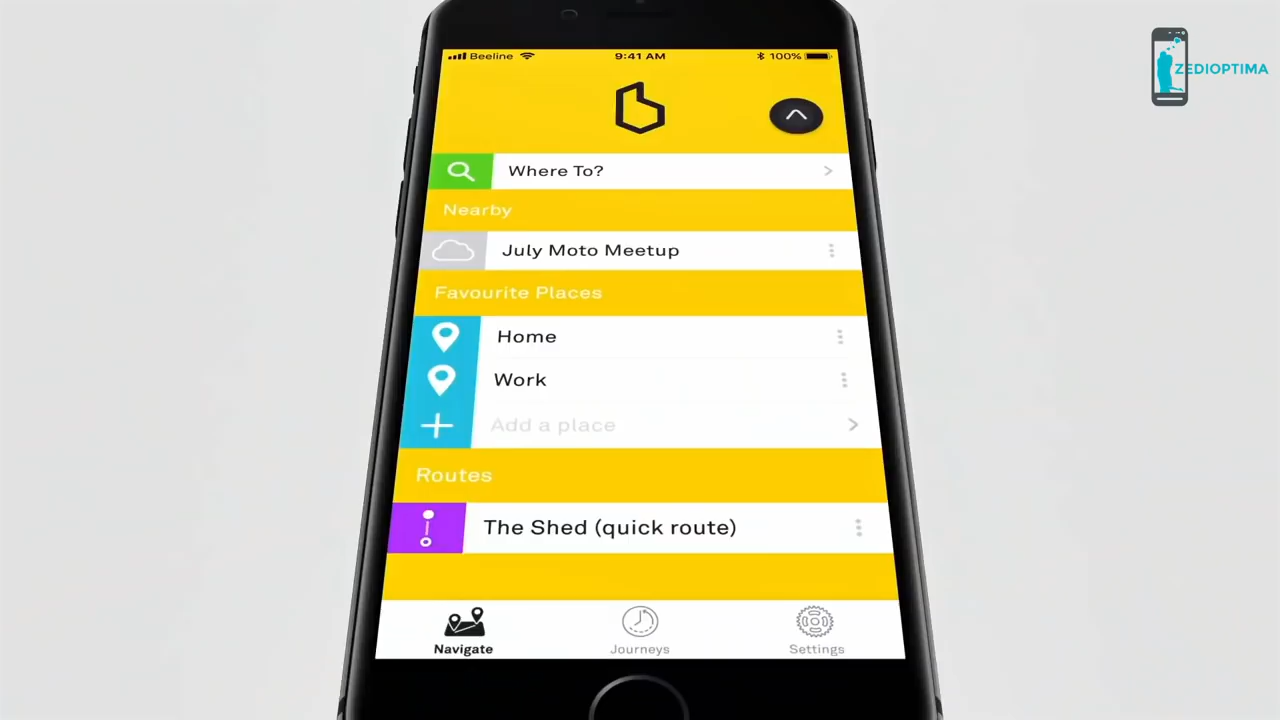 Beeline
9:41 AM
100%
ZEDIOPTIMA
Where To?
Nearby
July Moto Meetup
Favourite Places
Home
Work
Add a place
Routes
The Shed (quick route)
Navigate
Journeys
Settings